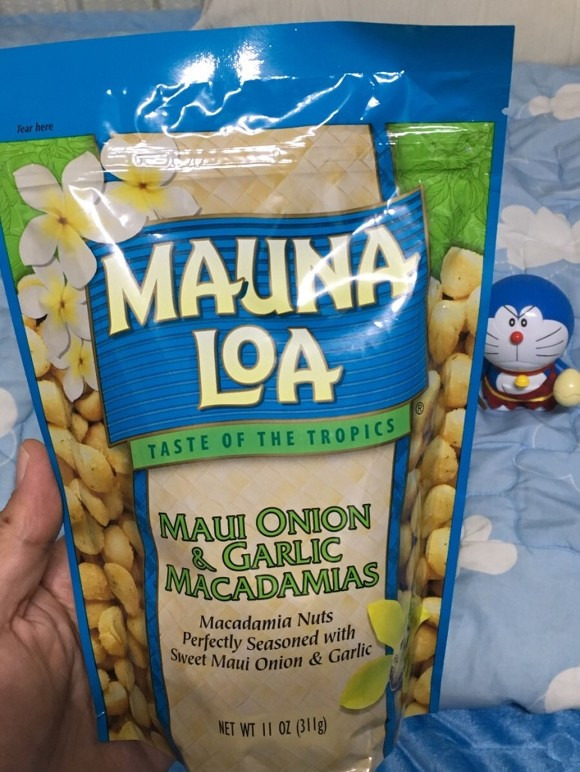 Tear here
MAUNA
LOA
®
TASTE OF THE TROPICS
MAUI ONION
& GARLIC
MACADAMIAS
Macadamia Nuts
Perfectly Seasoned with
Sweet Maui Onion & Garlic
NET WT 11 OZ (311g)